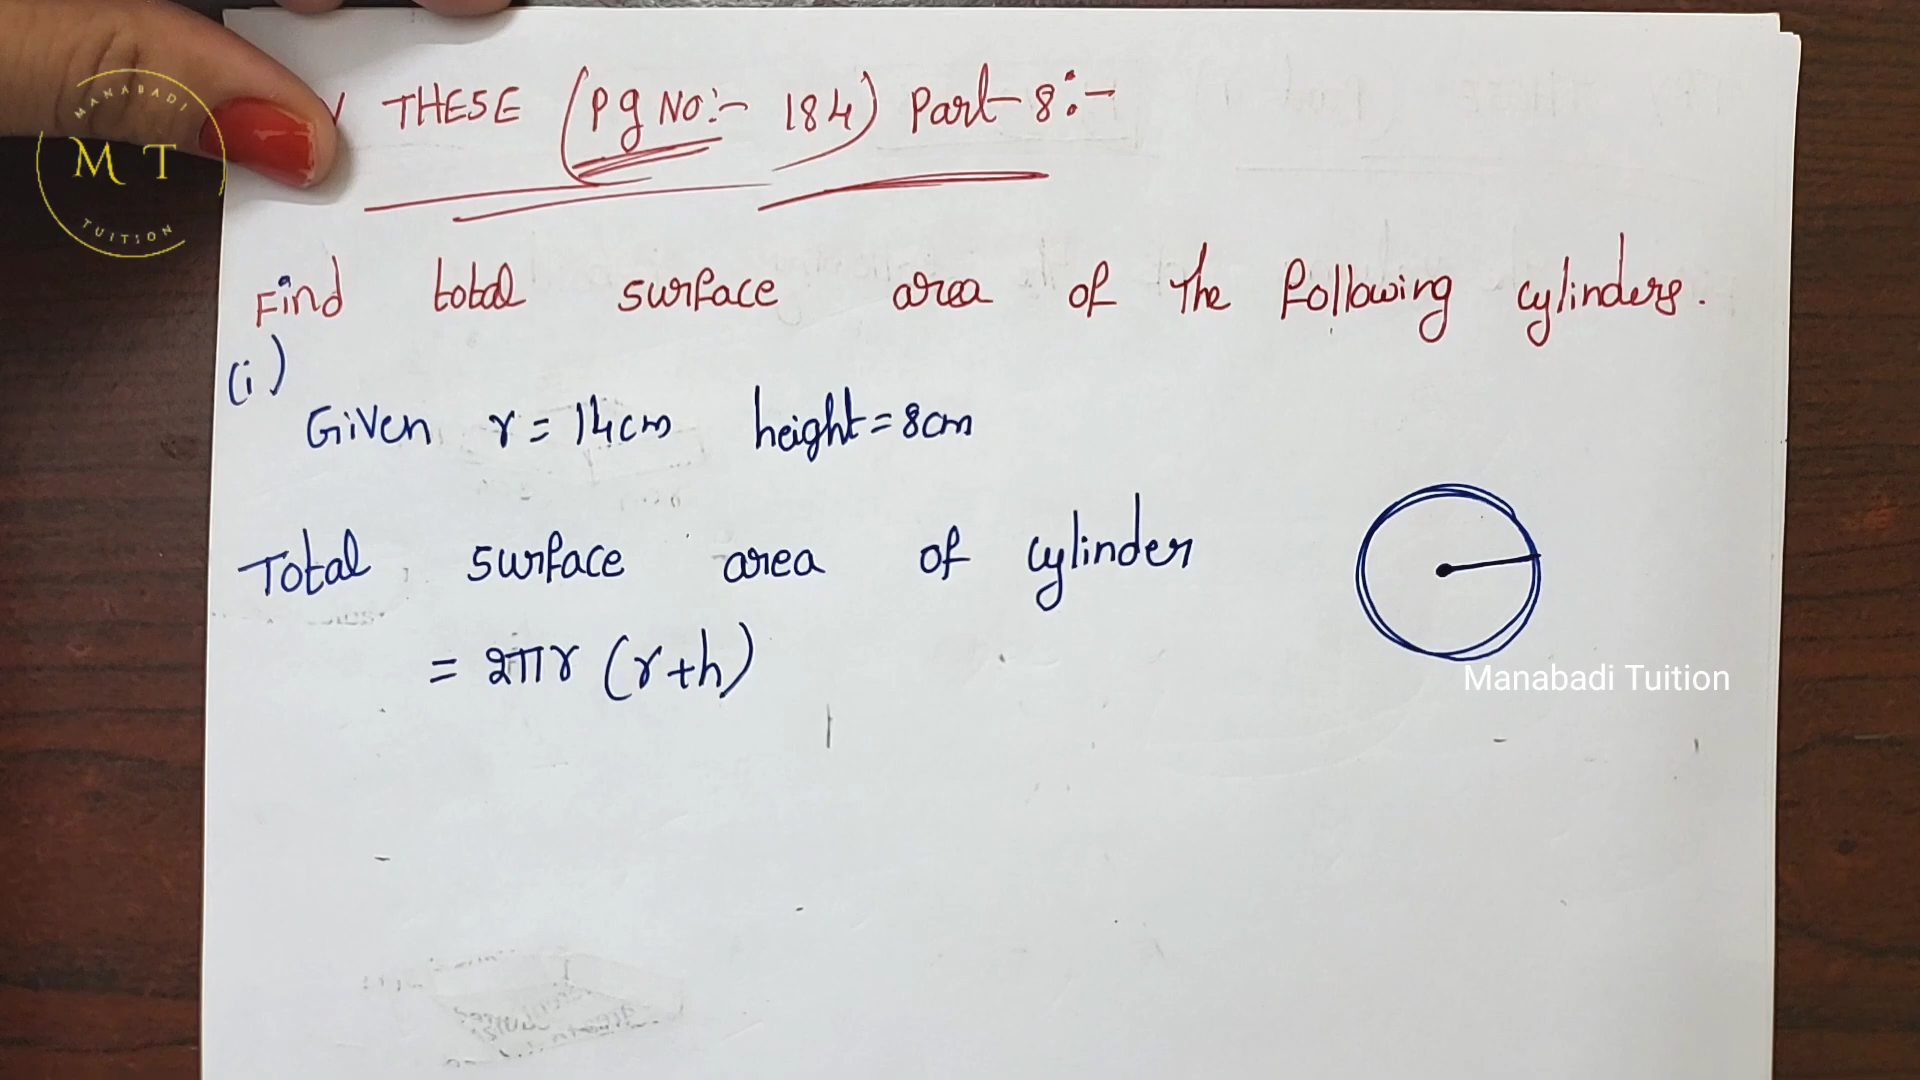 MANABADI
M T
TUITION
THESE (Pg No:- 184) Part-8:-
Find total surface area of the following cylinders.
(i)
Given r = 14cm height = 8cm
Total surface area of cylinder
= 2πr (r+h)
Manabadi Tuition